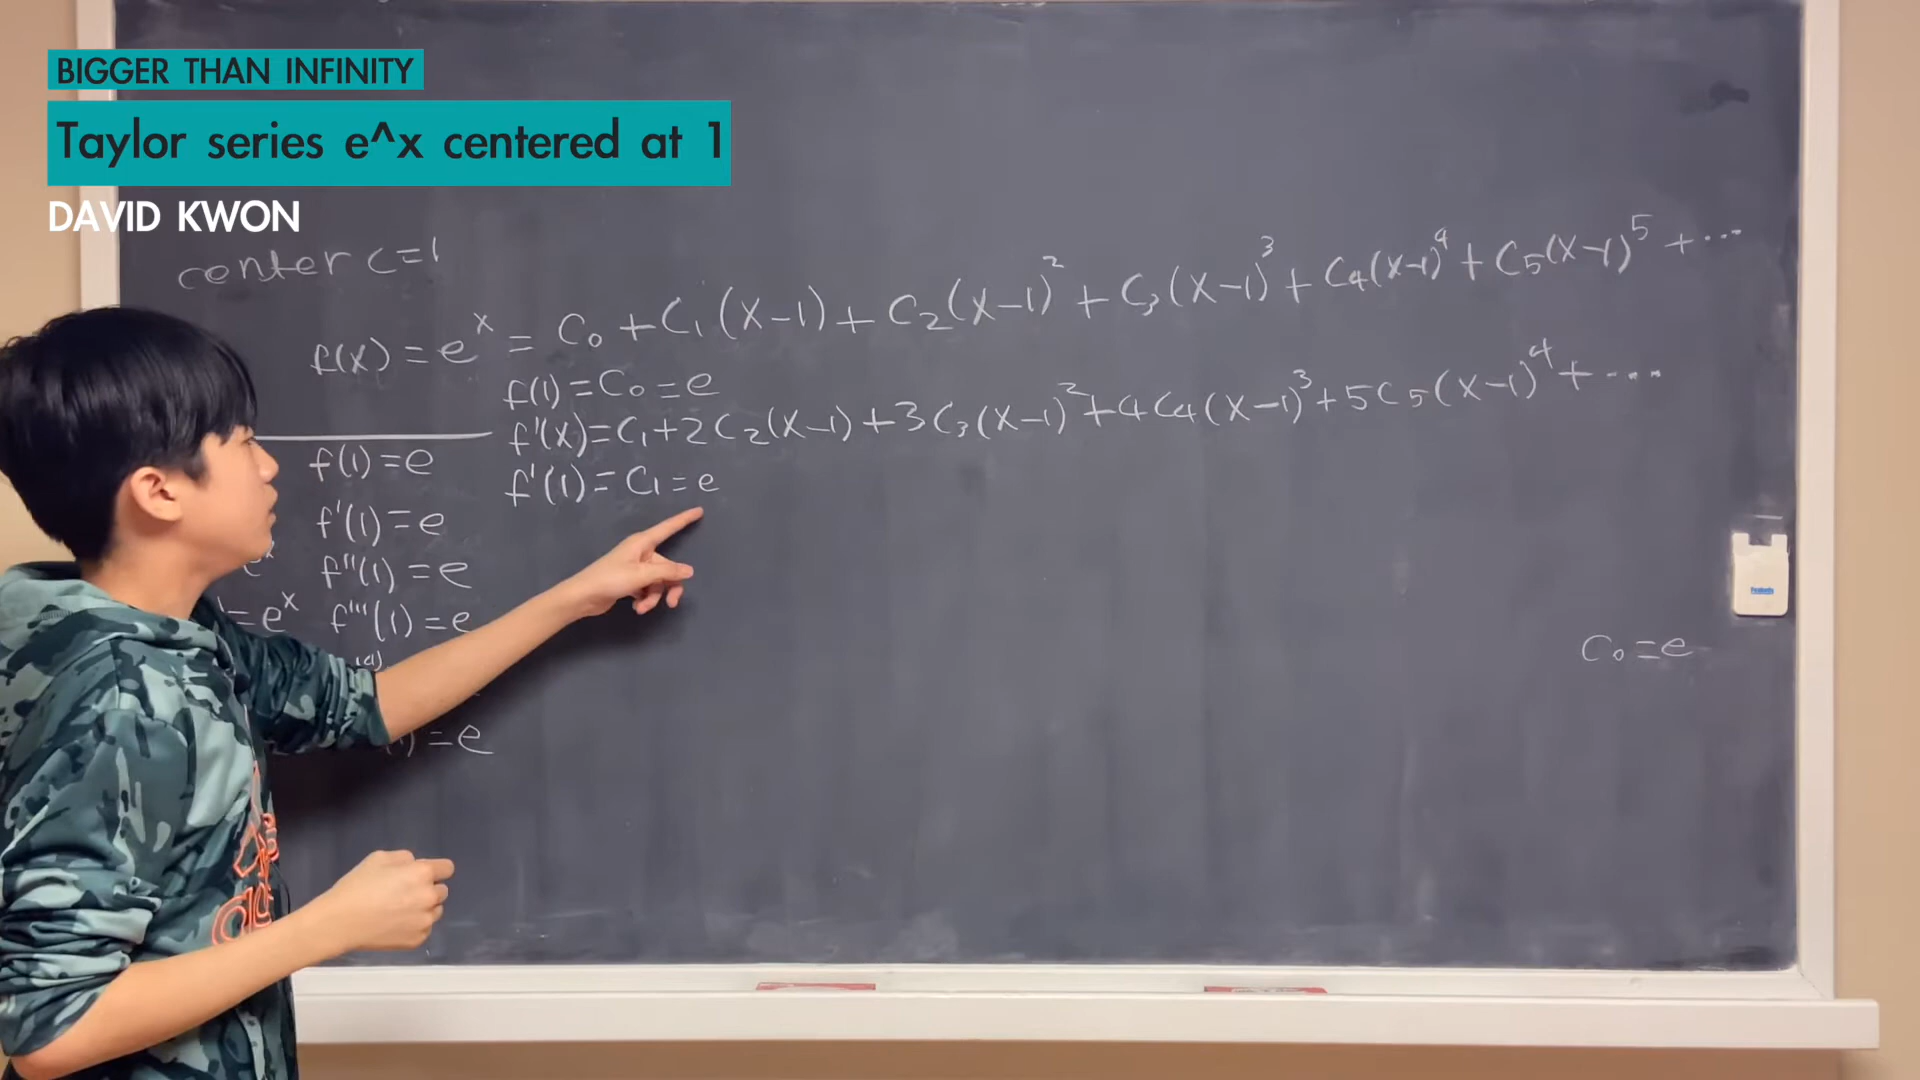 BIGGER THAN INFINITY
Taylor series e^x centered at 1
DAVID KWON
center c=1
f(x) = e^x = C₀ + C₁(x-1) + C₂(x-1)² + C₃(x-1)³ + C₄(x-1)⁴ + C₅(x-1)⁵ + ...
f(1) = C₀ = e
f'(x) = C₁ + 2C₂(x-1) + 3C₃(x-1)² + 4C₄(x-1)³ + 5C₅(x-1)⁴ + ....
f'(1) = C₁ = e
f(1) = e
f'(1) = e
e^x f''(1) = e
= e^x f'''(1) = e
(4)
1) = e
C₀ = e